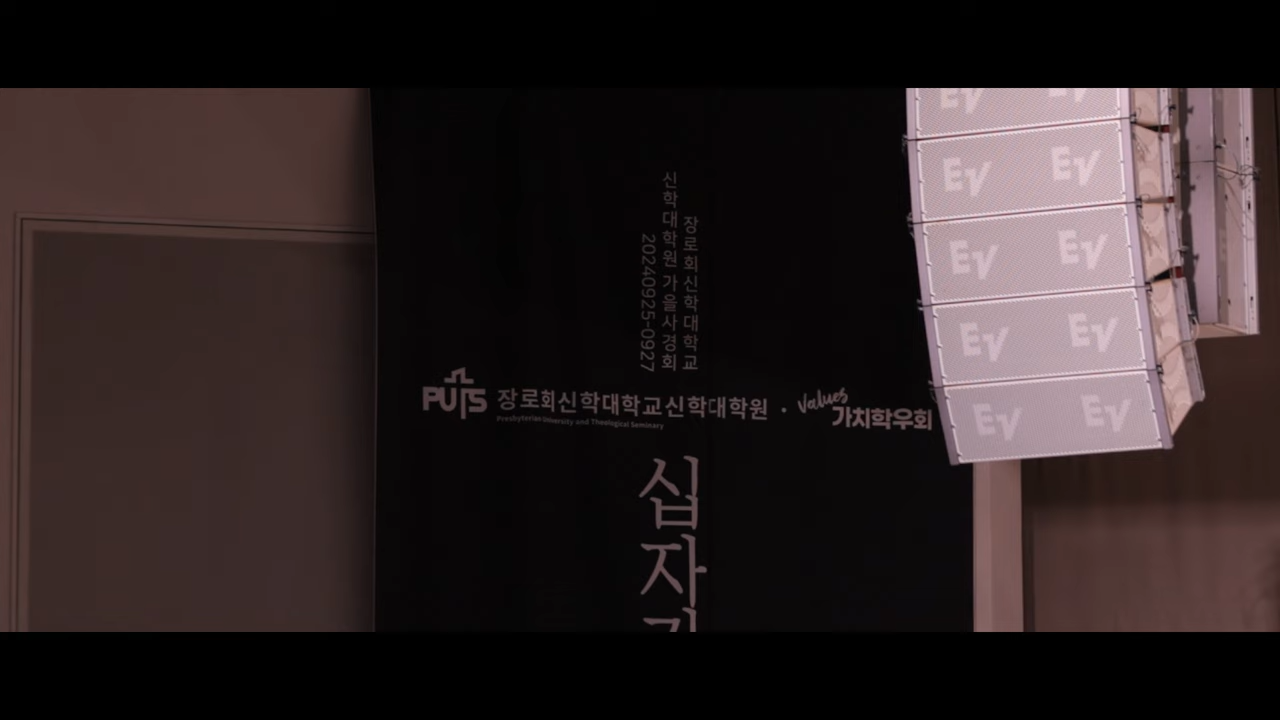 장로회신학대학교
신학대학원 가을사경회
20240925-0927
PUTS 장로회신학대학교신학대학원 · values 가치학우회
Presbyterian University and Theological Seminary
십자
EV EV
EV EV
EV EV
EV EV
EV EV